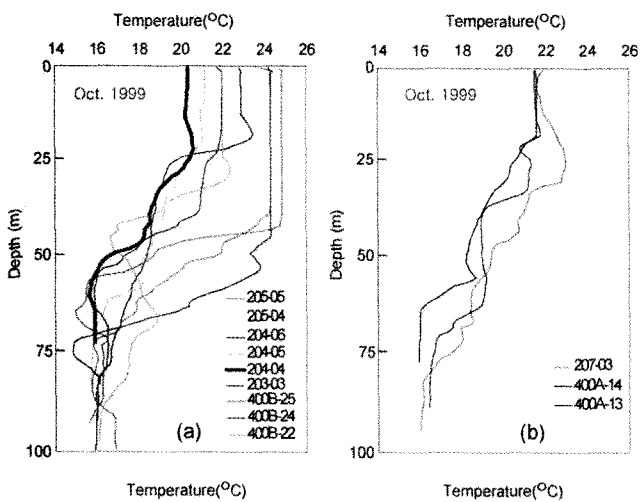 Temperature(°C)
14 16 18 20 22 24 26
0
25
50
75
100
Depth (m)
Oct. 1999
205-05
205-04
204-06
204-05
204-04
203-03
400B-25
400B-24
400B-22
(a)
Temperature(°C)
Temperature(°C)
14 16 18 20 22 24 26
0
25
50
75
100
Depth (m)
Oct. 1999
207-03
400A-14
400A-13
(b)
Temperature(°C)